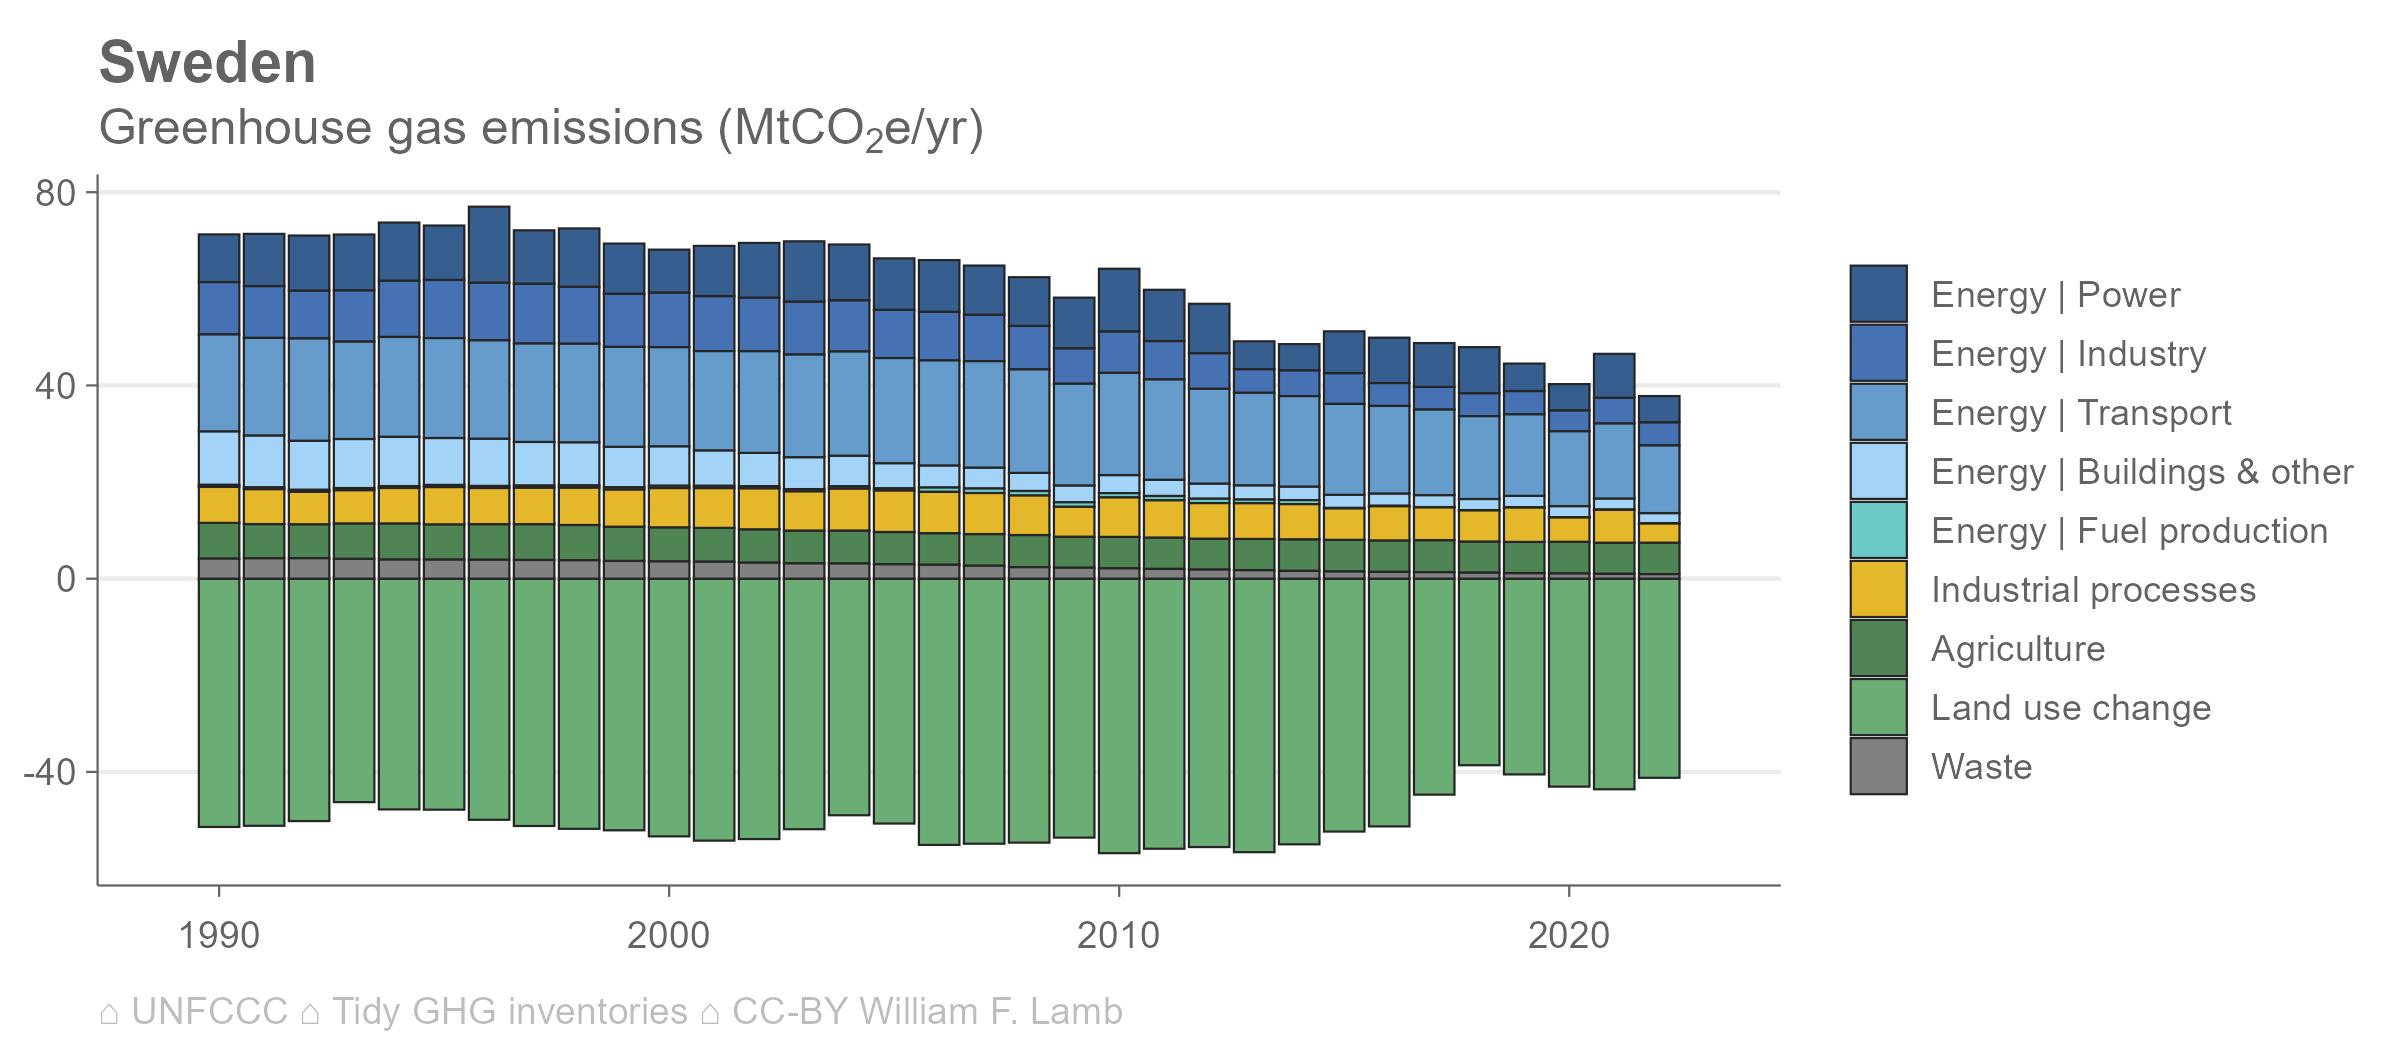 Sweden
Greenhouse gas emissions (MtCO₂e/yr)
80
40
0
-40
1990
2000
2010
2020
Energy | Power
Energy | Industry
Energy | Transport
Energy | Buildings & other
Energy | Fuel production
Industrial processes
Agriculture
Land use change
Waste
⌂ UNFCCC ⌂ Tidy GHG inventories ⌂ CC-BY William F. Lamb